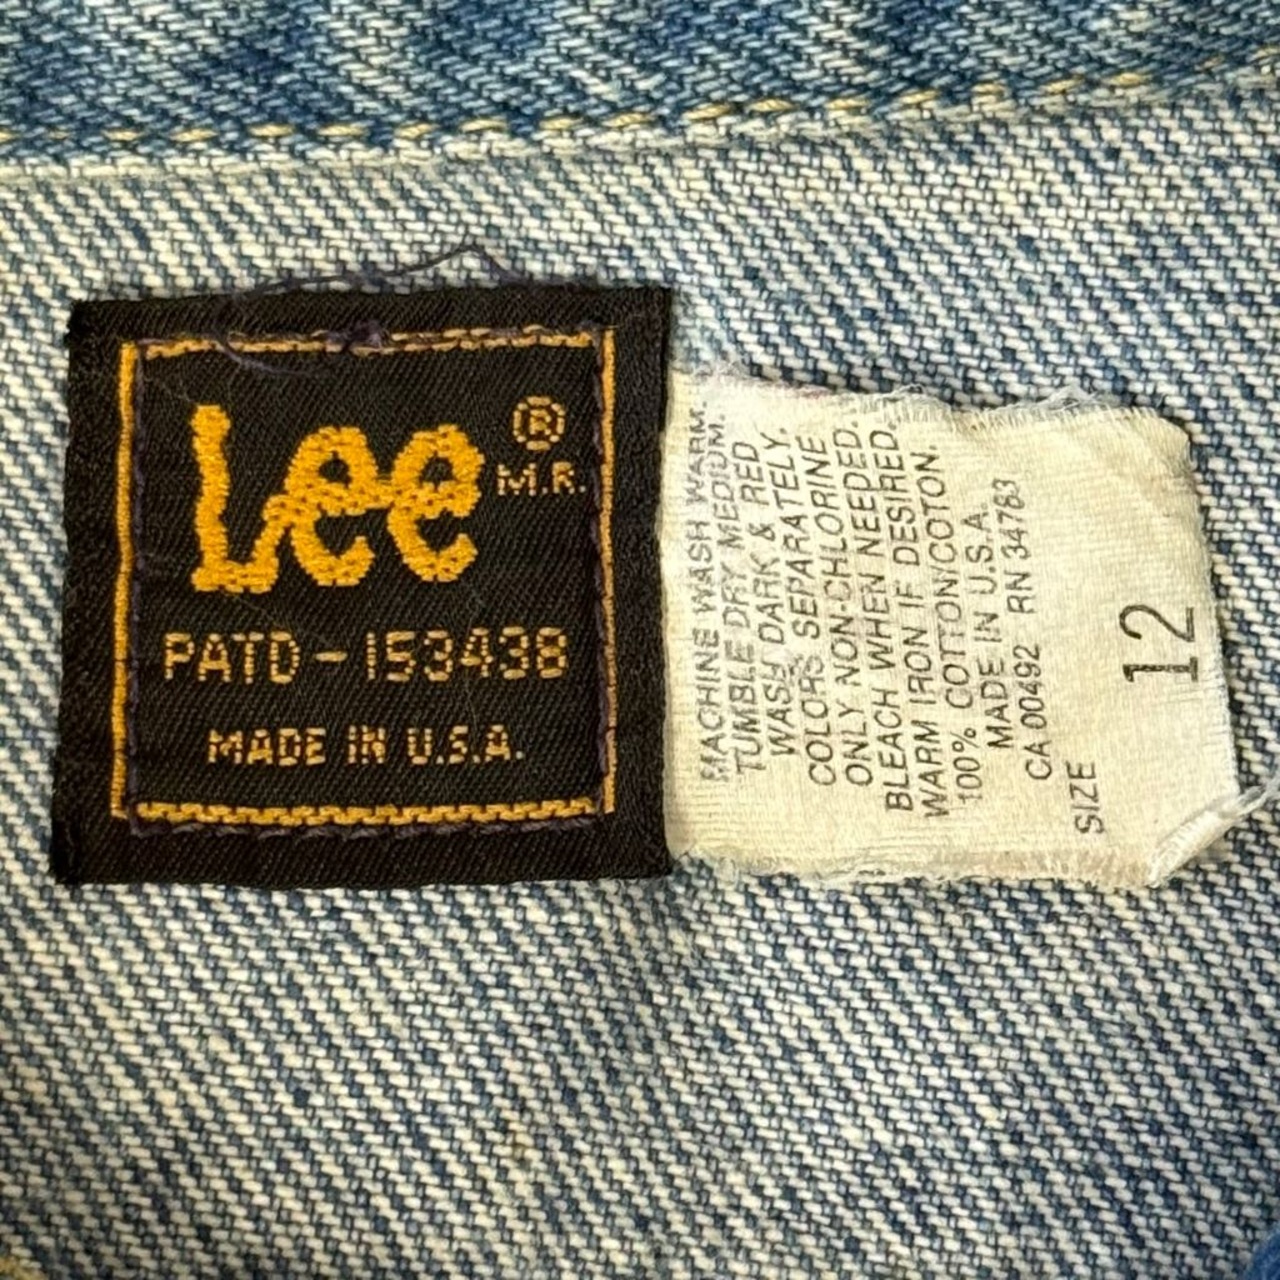 Lee ®
M.R.
PATD-153438
MADE IN U.S.A.
MACHINE WASH WARM.
TUMBLE DRY MEDIUM.
WASH DARK & RED
COLORS SEPARATELY.
ONLY NON-CHLORINE
BLEACH WHEN NEEDED.
WARM IRON IF DESIRED.
100% COTTON/COTON.
MADE IN U.S.A.
CA 00492 RN 34763
SIZE 12